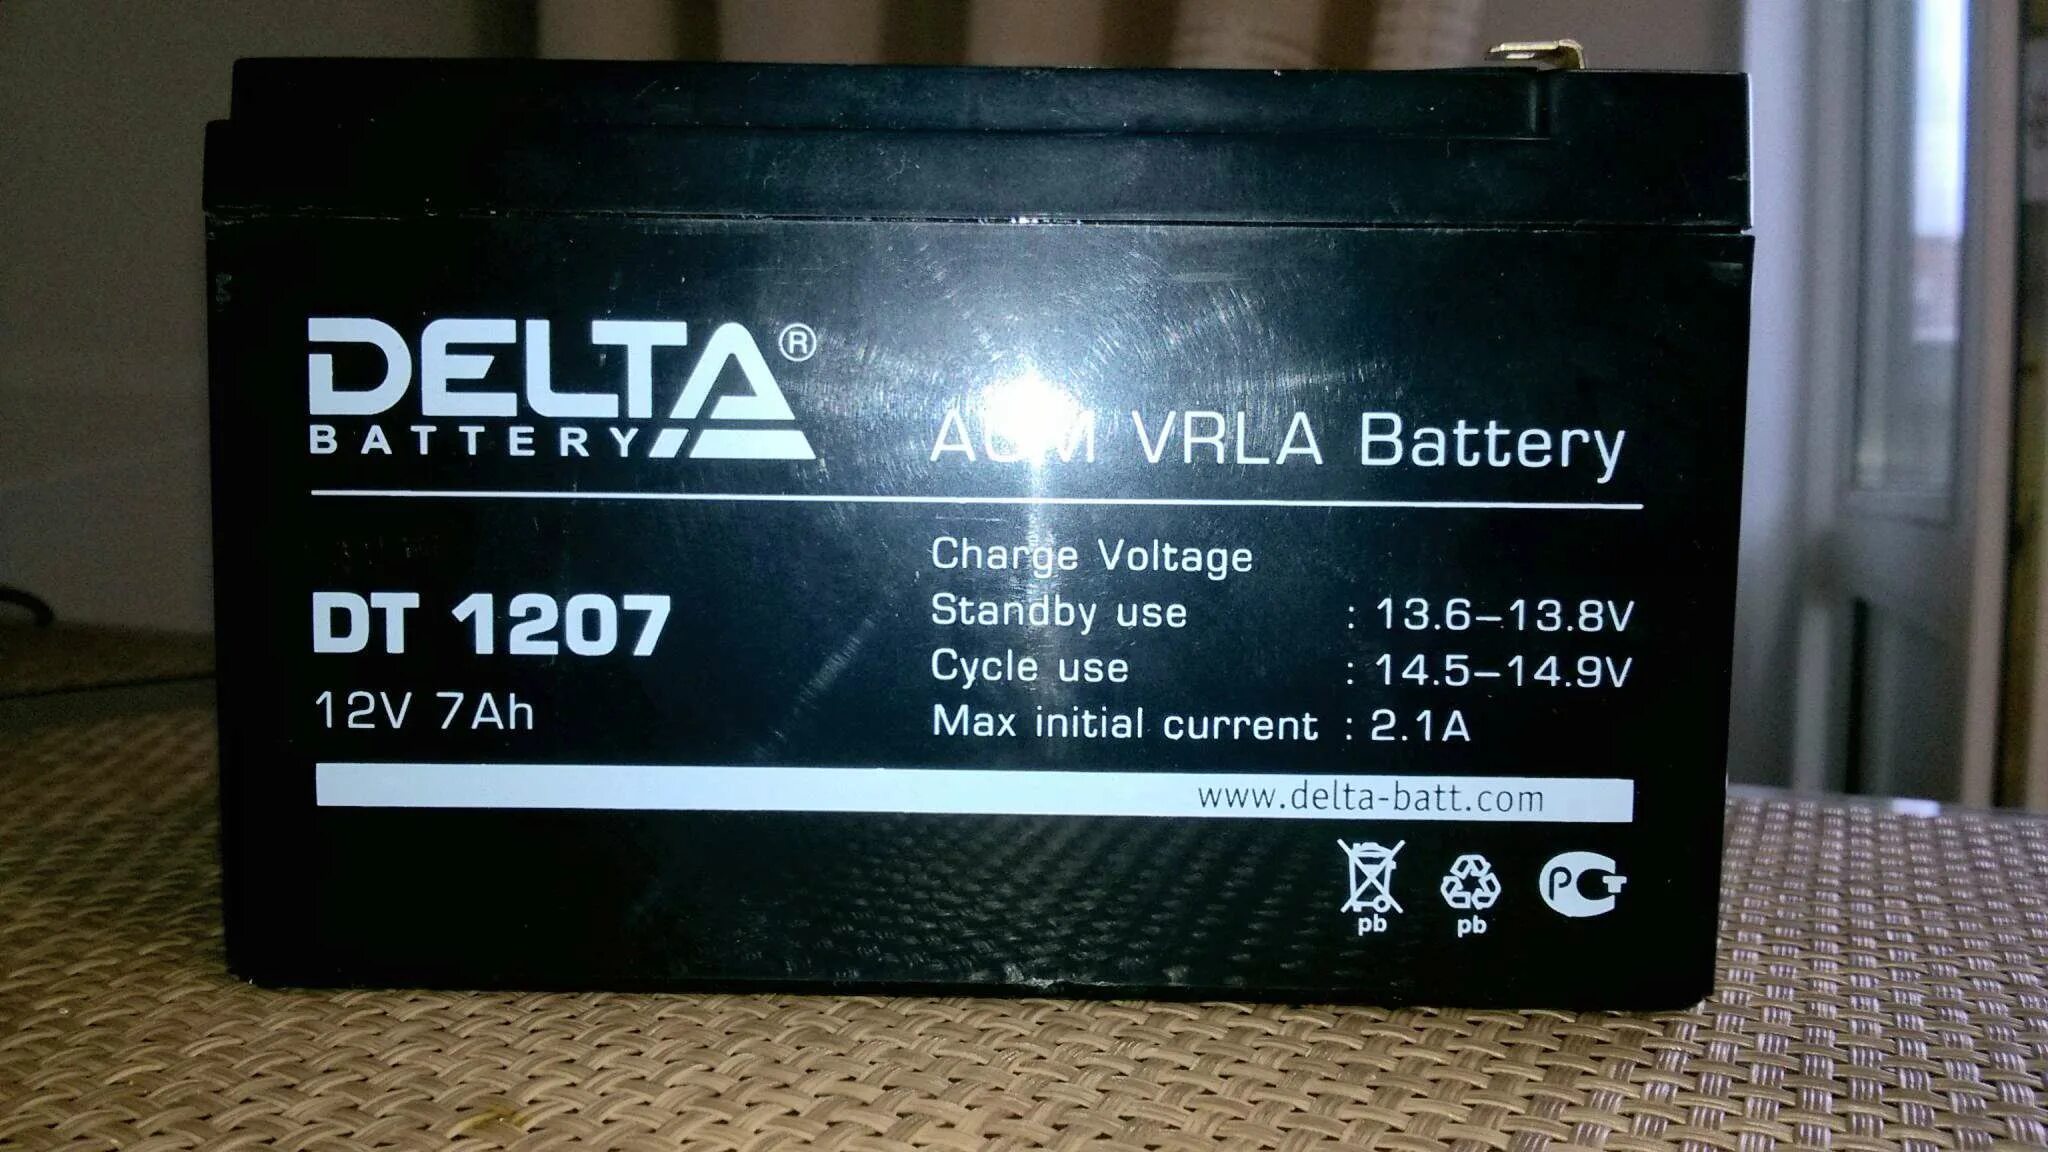 DELTA®
BATTERY
AGM VRLA Battery
DT 1207
12V 7Ah
Charge Voltage
Standby use : 13.6–13.8V
Cycle use : 14.5–14.9V
Max initial current : 2.1A
www.delta-batt.com
pb pb РСТ